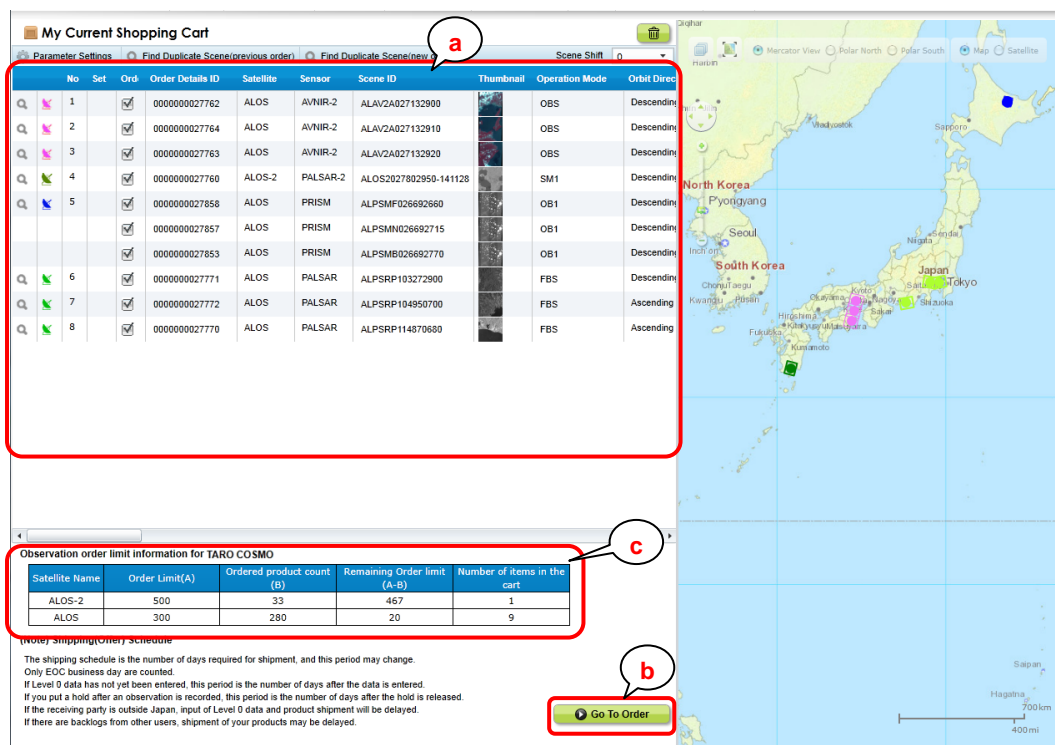 My Current Shopping Cart
a
Parameter Settings Find Duplicate Scene(previous order) Find Duplicate Scene(new Scene Shift 0
No Set Ord Order Details ID Satellite Sensor Scene ID Thumbnail Operation Mode Orbit Direc
1 0000000027762 ALOS AVNIR-2 ALAV2A027132900 OBS Descending
2 0000000027764 ALOS AVNIR-2 ALAV2A027132910 OBS Descending
3 0000000027763 ALOS AVNIR-2 ALAV2A027132920 OBS Descending
4 0000000027760 ALOS-2 PALSAR-2 ALOS2027802950-141128 SM1 Descending
5 0000000027858 ALOS PRISM ALPSMF026692660 OB1 Descending
0000000027857 ALOS PRISM ALPSMN026692715 OB1 Descending
0000000027853 ALOS PRISM ALPSMB026692770 OB1 Descending
6 0000000027771 ALOS PALSAR ALPSRP103272900 FBS Descending
7 0000000027772 ALOS PALSAR ALPSRP104950700 FBS Ascending
8 0000000027770 ALOS PALSAR ALPSRP114870680 FBS Ascending
c
Observation order limit information for TARO COSMO
Satellite Name Order Limit(A) Ordered product count (B) Remaining Order limit (A-B) Number of items in the cart
ALOS-2 500 33 467 1
ALOS 300 280 20 9
(Note) Shipping(Offer) Schedule
The shipping schedule is the number of days required for shipment, and this period may change.
Only EOC business day are counted.
If Level 0 data has not yet been entered, this period is the number of days after the data is entered.
If you put a hold after an observation is recorded, this period is the number of days after the hold is released.
If the receiving party is outside Japan, input of Level 0 data and product shipment will be delayed.
If there are backlogs from other users, shipment of your products may be delayed.
b
Go To Order
Qiqihar
Mercator View Polar North Polar South Map Satellite
Harbin
Vladivostok
Sapporo
North Korea
P'yongyang
Seoul
Inch'on
Sendai
Niigata
South Korea
Japan
Chonju Taegu
Tokyo
Kwangju Pusan
Okayama Kyoto
Nagoya
Shizuoka
Sakai
Hiroshima
Kitakyusyu Matsuyama
Fukuoka
Kumamoto
Saipan
Hagatna
700 km
400 mi